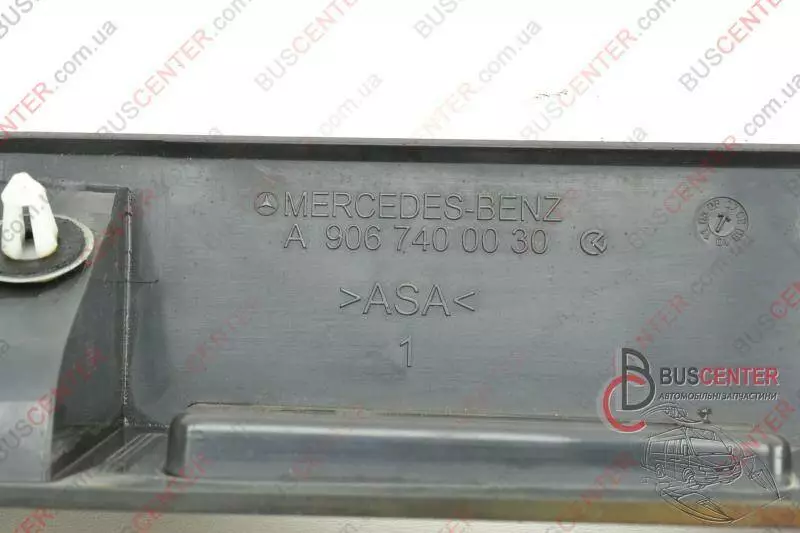 MERCEDES-BENZ
A 906 740 00 30
>ASA<
1
BUSCENTER
АВТОМОБІЛЬНІ ЗАПЧАСТИНИ
BUSCENTER.com.ua